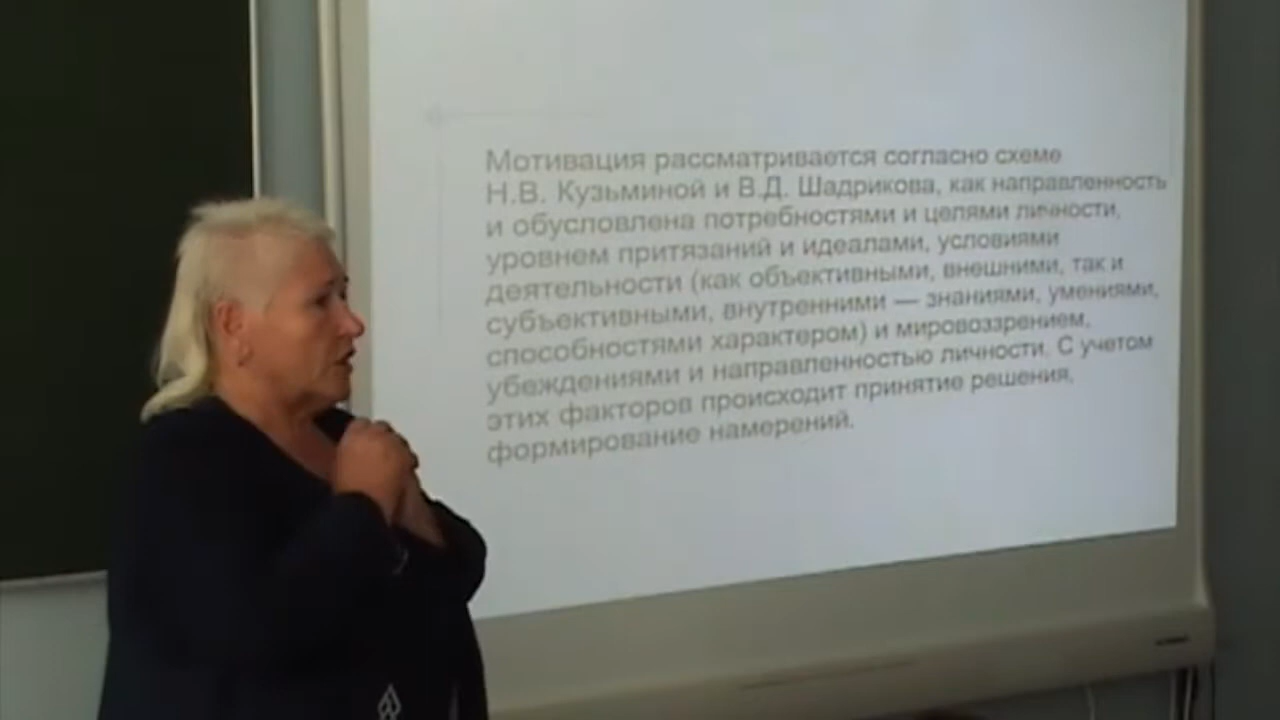 Мотивация рассматривается согласно схеме
Н.В. Кузьминой и В.Д. Шадрикова, как направленность
и обусловлена потребностями и целями личности,
уровнем притязаний и идеалами, условиями
деятельности (как объективными, внешними, так и
субъективными, внутренними — знаниями, умениями,
способностями характером) и мировоззрением,
убеждениями и направленностью личности. С учетом
этих факторов происходит принятие решения,
формирование намерений.